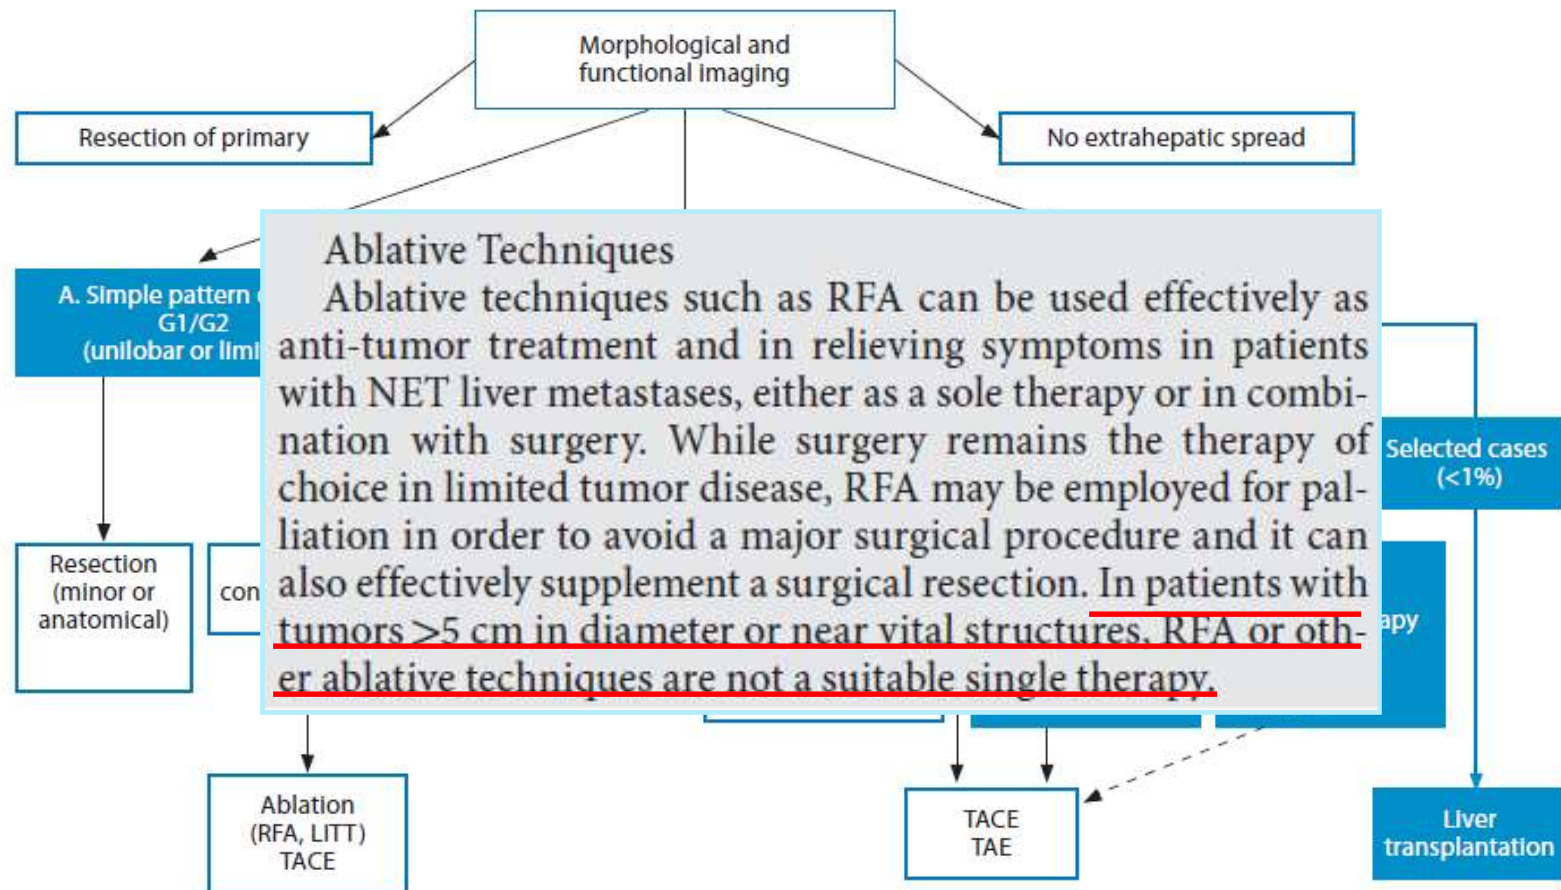 Morphological and
functional imaging
Resection of primary
No extrahepatic spread
A. Simple pattern
G1/G2
(unilobar or
Ablative Techniques
Ablative techniques such as RFA can be used effectively as
anti-tumor treatment and in relieving symptoms in patients
with NET liver metastases, either as a sole therapy or in combi-
nation with surgery. While surgery remains the therapy of
choice in limited tumor disease, RFA may be employed for pal-
liation in order to avoid a major surgical procedure and it can
also effectively supplement a surgical resection. In patients with
tumors >5 cm in diameter or near vital structures, RFA or oth-
er ablative techniques are not a suitable single therapy.
Selected cases
(<1%)
Resection
(minor or
anatomical)
Ablation
(RFA, LITT)
TACE
TACE
TAE
Liver
transplantation